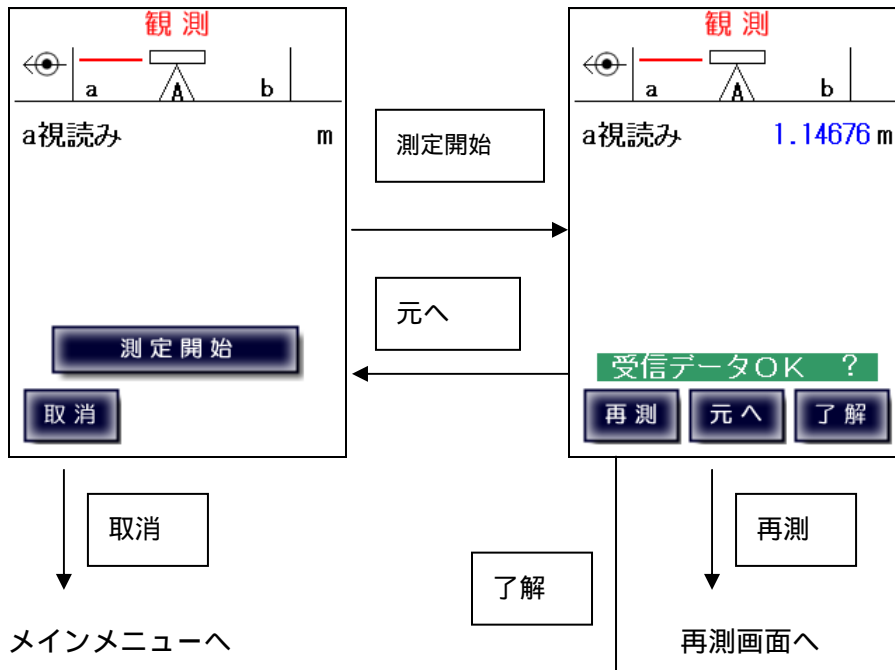 観測
a A b
a視読み m
測定開始
取消
測定開始
元へ
観測
a A b
a視読み 1.14676 m
受信データOK ?
再測 元へ 了解
取消
メインメニューへ
了解
再測
再測画面へ